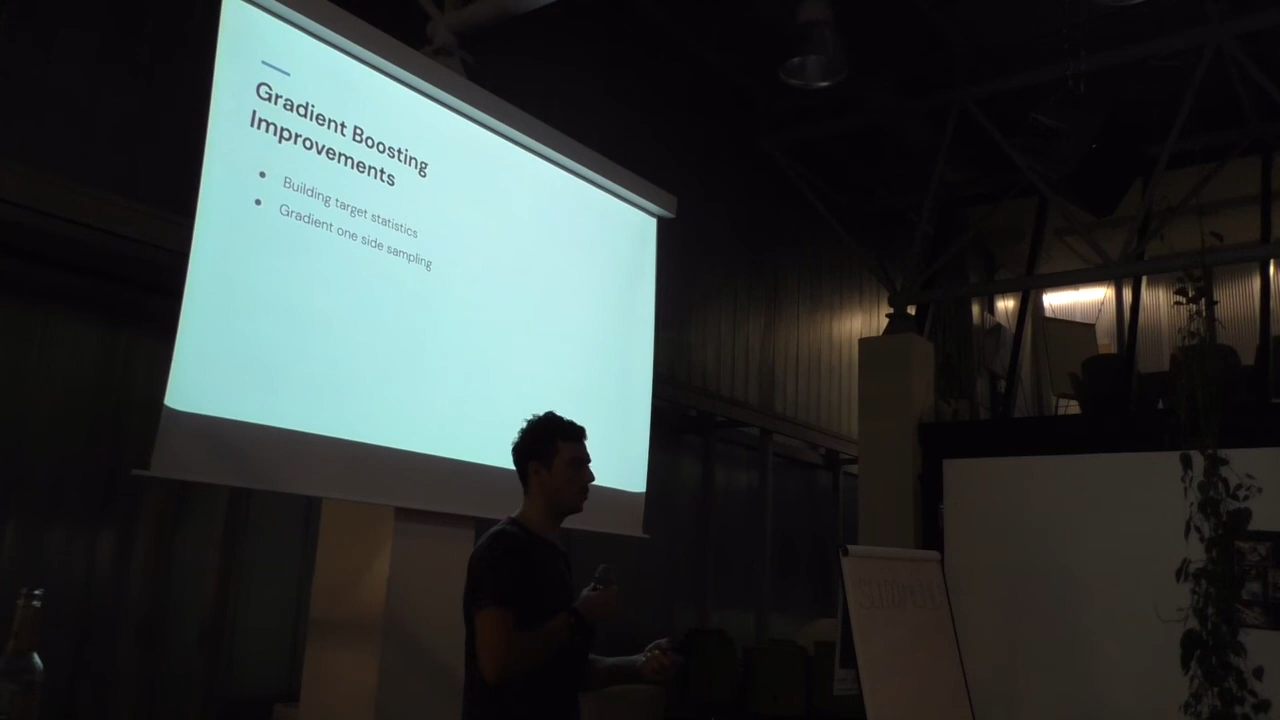 Gradient Boosting
Improvements
Building target statistics
Gradient one side sampling